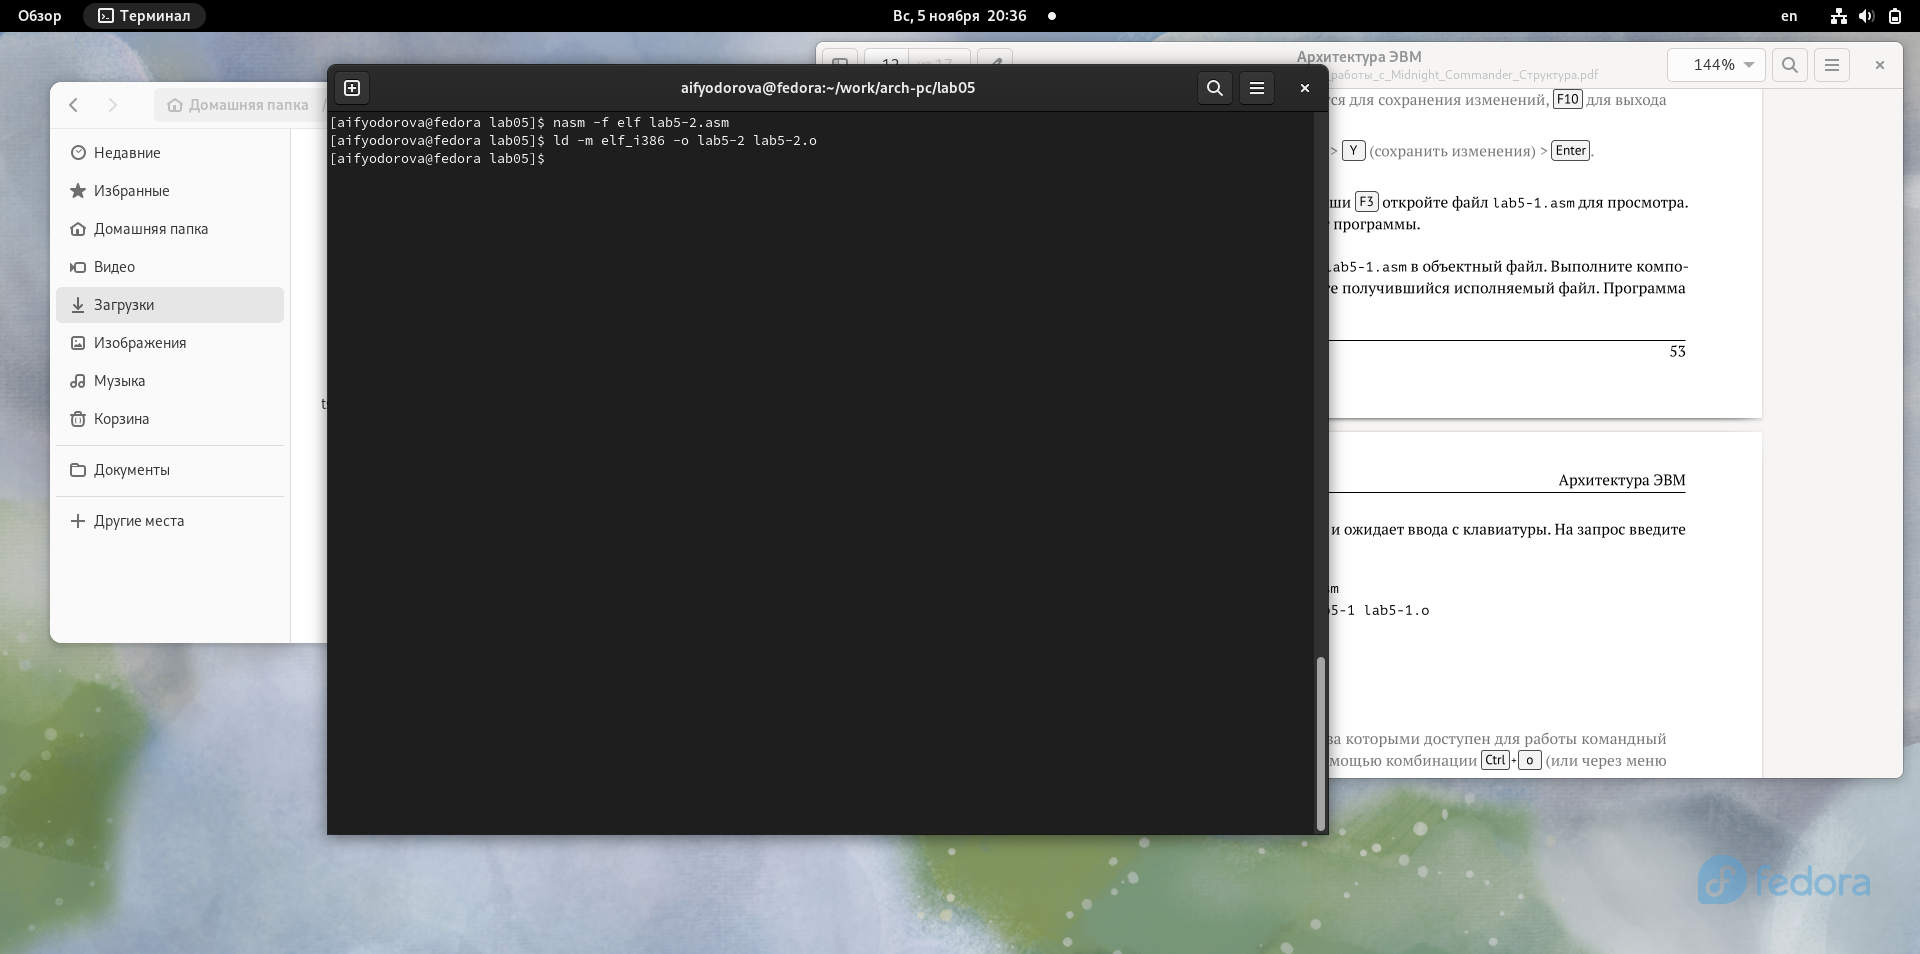 Обзор
Терминал
Вс, 5 ноября 20:36
en
Архитектура ЭВМ
работы_с_Midnight_Commander_Структура.pdf
144%
Домашняя папка /
Недавние
Избранные
Домашняя папка
Видео
Загрузки
Изображения
Музыка
Корзина
Документы
Другие места
aifyodorova@fedora:~/work/arch-pc/lab05
[aifyodorova@fedora lab05]$ nasm -f elf lab5-2.asm
[aifyodorova@fedora lab05]$ ld -m elf_i386 -o lab5-2 lab5-2.o
[aifyodorova@fedora lab05]$
для сохранения изменений, F10 для выхода
> Y (сохранить изменения) > Enter.
ши F3 откройте файл lab5-1.asm для просмотра.
программы.
lab5-1.asm в объектный файл. Выполните компо-
е получившийся исполняемый файл. Программа
53
Архитектура ЭВМ
и ожидает ввода с клавиатуры. На запрос введите
sm
5-1 lab5-1.o
за которыми доступен для работы командный
мощью комбинации Ctrl + o (или через меню
fedora